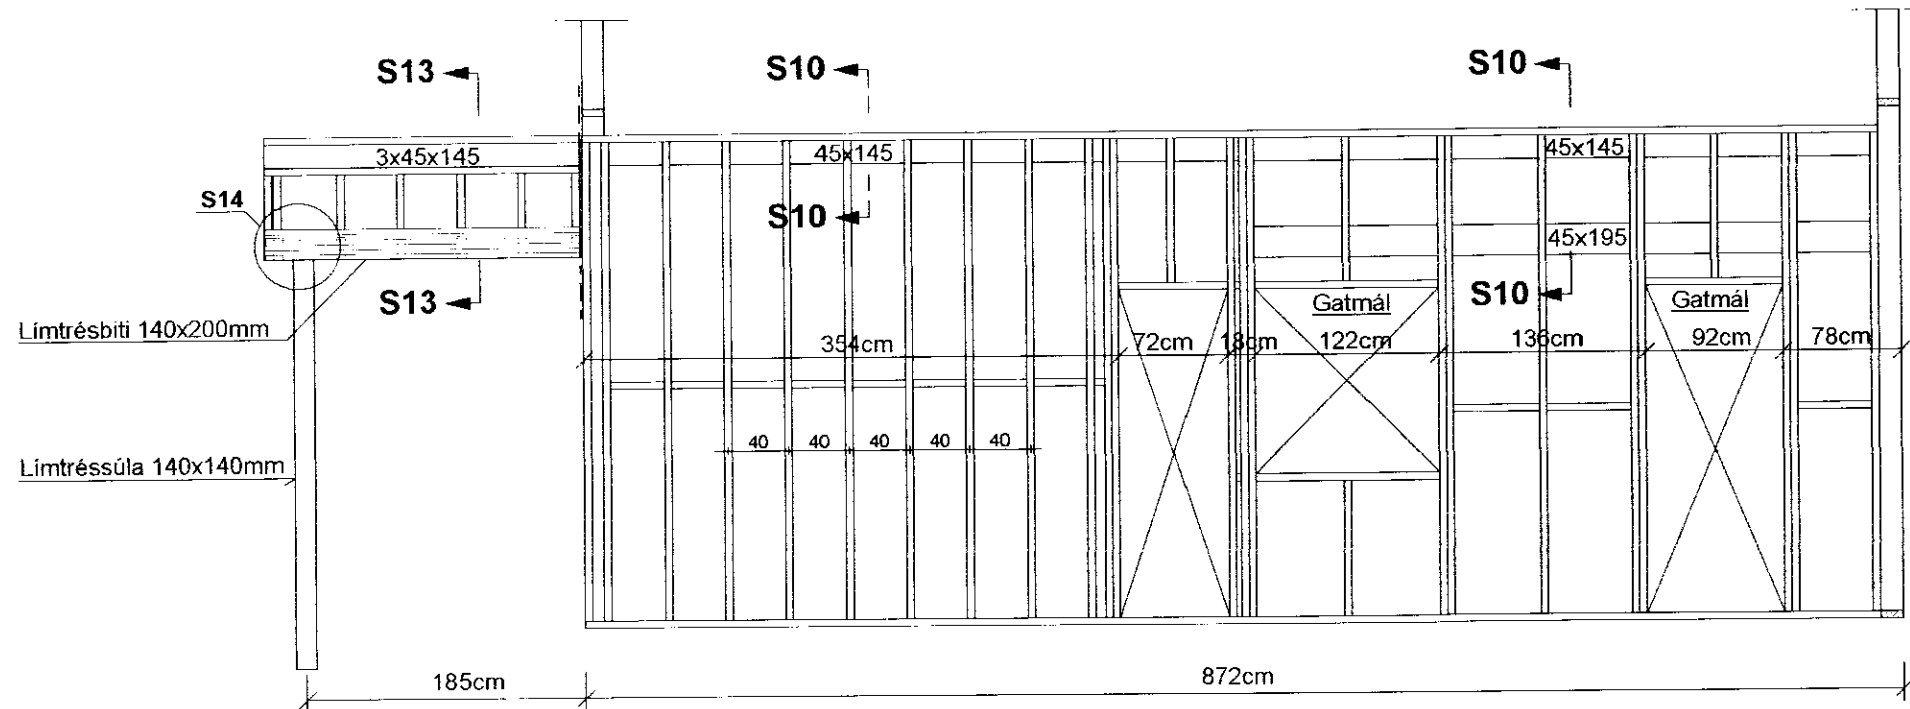 S13
S10
S10
3x45x145
45x145
45x145
S14
S10
45x195
S13
S10
Gatmál
Gatmál
Límtrésbiti 140x200mm
354cm
72cm
18cm
122cm
136cm
92cm
78cm
40
40
40
40
40
Límtréssúla 140x140mm
185cm
872cm